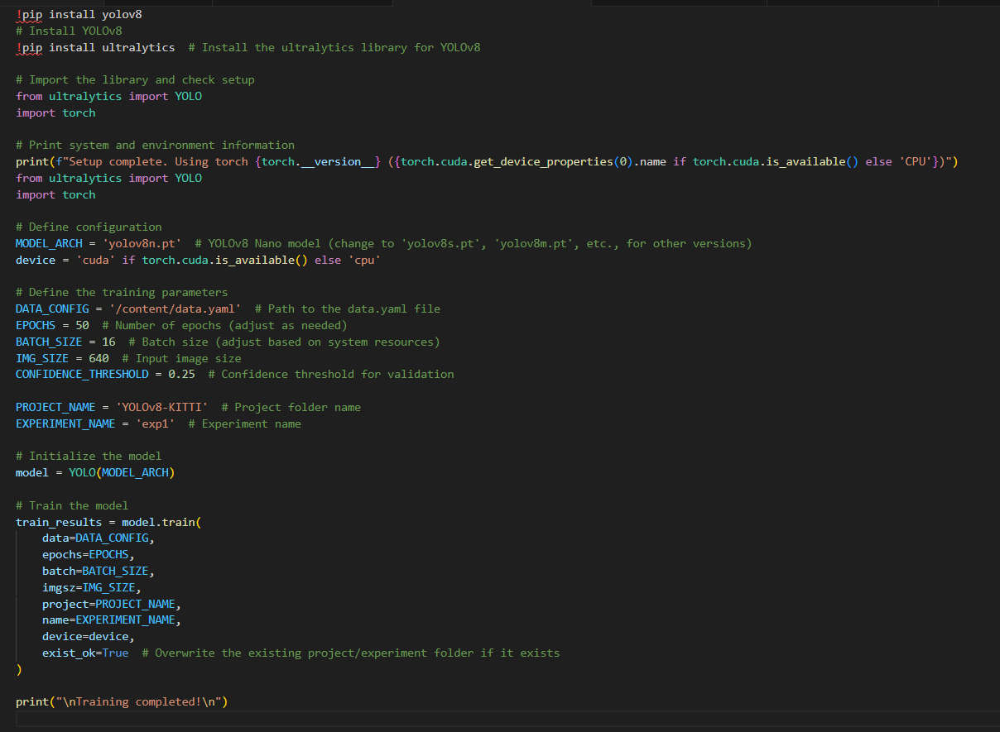 !pip install yolov8
# Install YOLOv8
!pip install ultralytics  # Install the ultralytics library for YOLOv8

# Import the library and check setup
from ultralytics import YOLO
import torch

# Print system and environment information
print(f"Setup complete. Using torch {torch.__version__} ({torch.cuda.get_device_properties(0).name if torch.cuda.is_available() else 'CPU'})")
from ultralytics import YOLO
import torch

# Define configuration
MODEL_ARCH = 'yolov8n.pt'  # YOLOv8 Nano model (change to 'yolov8s.pt', 'yolov8m.pt', etc., for other versions)
device = 'cuda' if torch.cuda.is_available() else 'cpu'

# Define the training parameters
DATA_CONFIG = '/content/data.yaml'  # Path to the data.yaml file
EPOCHS = 50  # Number of epochs (adjust as needed)
BATCH_SIZE = 16  # Batch size (adjust based on system resources)
IMG_SIZE = 640  # Input image size
CONFIDENCE_THRESHOLD = 0.25  # Confidence threshold for validation

PROJECT_NAME = 'YOLOv8-KITTI'  # Project folder name
EXPERIMENT_NAME = 'exp1'  # Experiment name

# Initialize the model
model = YOLO(MODEL_ARCH)

# Train the model
train_results = model.train(
    data=DATA_CONFIG,
    epochs=EPOCHS,
    batch=BATCH_SIZE,
    imgsz=IMG_SIZE,
    project=PROJECT_NAME,
    name=EXPERIMENT_NAME,
    device=device,
    exist_ok=True  # Overwrite the existing project/experiment folder if it exists
)

print("\nTraining completed!\n")